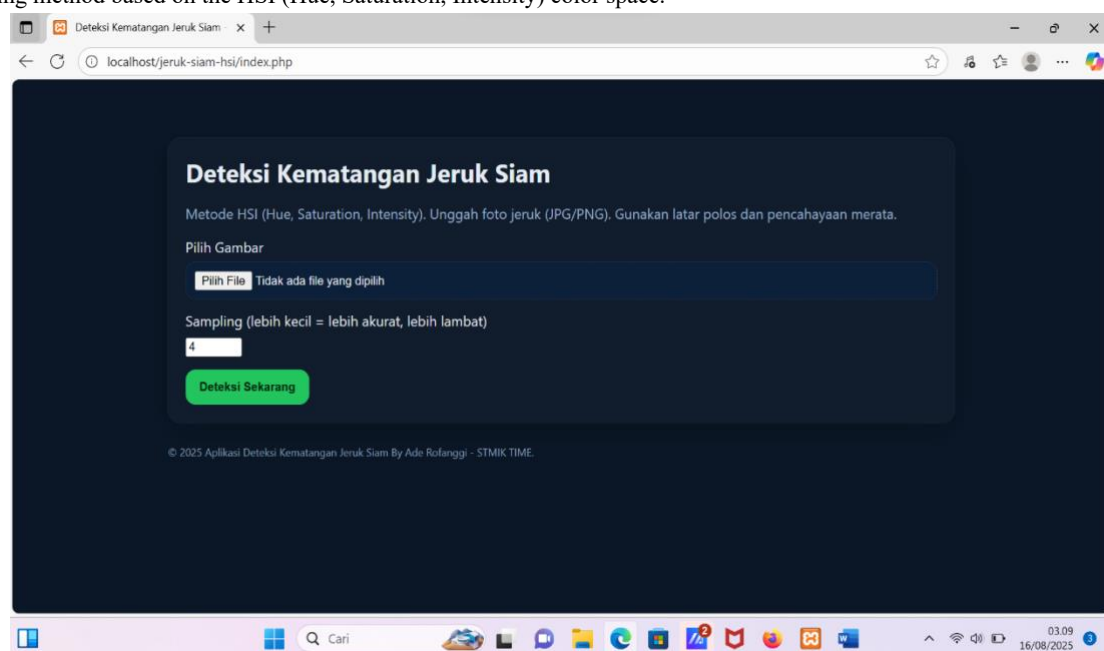 ng method based on the HSI (Hue, Saturation, Intensity) color space.
Deteksi Kematangan Jeruk Siam -
localhost/jeruk-siam-hsi/index.php
Deteksi Kematangan Jeruk Siam
Metode HSI (Hue, Saturation, Intensity). Unggah foto jeruk (JPG/PNG). Gunakan latar polos dan pencahayaan merata.
Pilih Gambar
Pilih File Tidak ada file yang dipilih
Sampling (lebih kecil = lebih akurat, lebih lambat)
4
Deteksi Sekarang
© 2025 Aplikasi Deteksi Kematangan Jeruk Siam By Ade Rofanggi - STMIK TIME.
Cari
2
03.09
16/08/2025
3